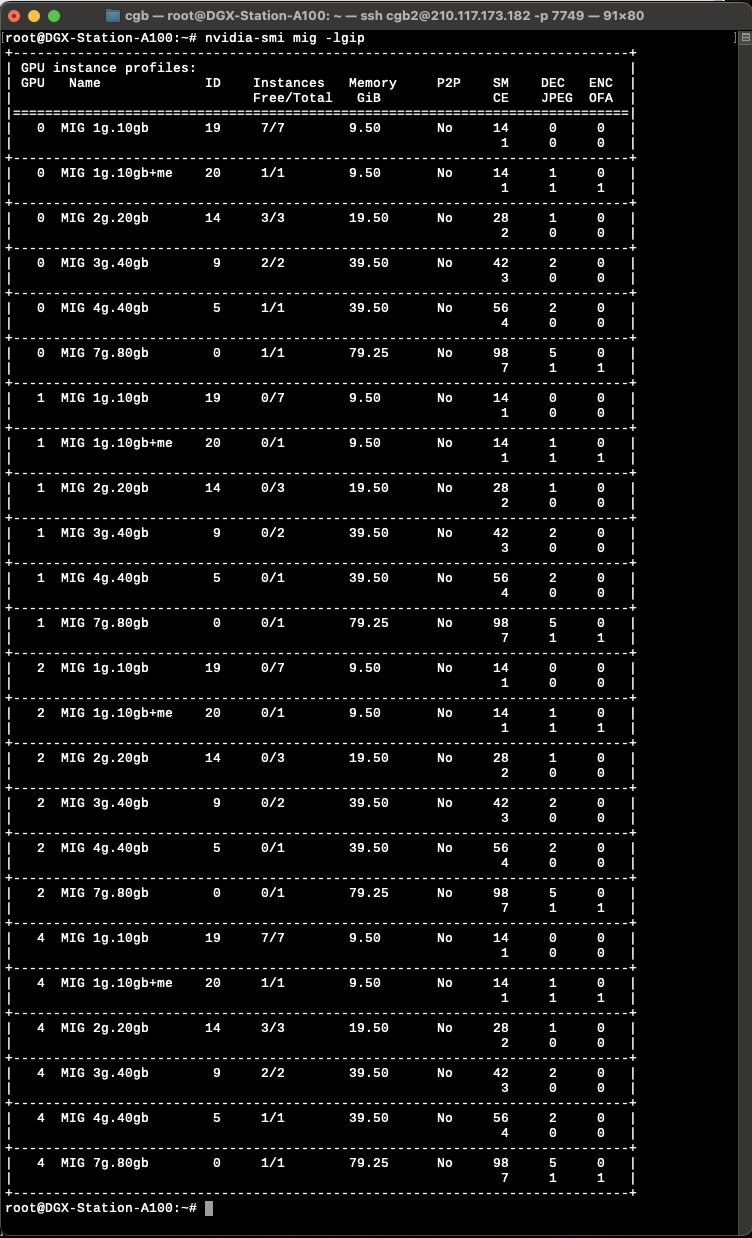 cgb — root@DGX-Station-A100: ~ — ssh cgb2@210.117.173.182 -p 7749 — 91×80
[root@DGX-Station-A100:~# nvidia-smi mig -lgip ]
+-----------------------------------------------------------------------------+
| GPU instance profiles: |
| GPU Name ID Instances Memory P2P SM DEC ENC |
| Free/Total GiB CE JPEG OFA |
|=============================================================================|
| 0 MIG 1g.10gb 19 7/7 9.50 No 14 0 0 |
| 1 0 0 |
+-----------------------------------------------------------------------------+
| 0 MIG 1g.10gb+me 20 1/1 9.50 No 14 1 0 |
| 1 1 1 |
+-----------------------------------------------------------------------------+
| 0 MIG 2g.20gb 14 3/3 19.50 No 28 1 0 |
| 2 0 0 |
+-----------------------------------------------------------------------------+
| 0 MIG 3g.40gb 9 2/2 39.50 No 42 2 0 |
| 3 0 0 |
+-----------------------------------------------------------------------------+
| 0 MIG 4g.40gb 5 1/1 39.50 No 56 2 0 |
| 4 0 0 |
+-----------------------------------------------------------------------------+
| 0 MIG 7g.80gb 0 1/1 79.25 No 98 5 0 |
| 7 1 1 |
+-----------------------------------------------------------------------------+
| 1 MIG 1g.10gb 19 0/7 9.50 No 14 0 0 |
| 1 0 0 |
+-----------------------------------------------------------------------------+
| 1 MIG 1g.10gb+me 20 0/1 9.50 No 14 1 0 |
| 1 1 1 |
+-----------------------------------------------------------------------------+
| 1 MIG 2g.20gb 14 0/3 19.50 No 28 1 0 |
| 2 0 0 |
+-----------------------------------------------------------------------------+
| 1 MIG 3g.40gb 9 0/2 39.50 No 42 2 0 |
| 3 0 0 |
+-----------------------------------------------------------------------------+
| 1 MIG 4g.40gb 5 0/1 39.50 No 56 2 0 |
| 4 0 0 |
+-----------------------------------------------------------------------------+
| 1 MIG 7g.80gb 0 0/1 79.25 No 98 5 0 |
| 7 1 1 |
+-----------------------------------------------------------------------------+
| 2 MIG 1g.10gb 19 0/7 9.50 No 14 0 0 |
| 1 0 0 |
+-----------------------------------------------------------------------------+
| 2 MIG 1g.10gb+me 20 0/1 9.50 No 14 1 0 |
| 1 1 1 |
+-----------------------------------------------------------------------------+
| 2 MIG 2g.20gb 14 0/3 19.50 No 28 1 0 |
| 2 0 0 |
+-----------------------------------------------------------------------------+
| 2 MIG 3g.40gb 9 0/2 39.50 No 42 2 0 |
| 3 0 0 |
+-----------------------------------------------------------------------------+
| 2 MIG 4g.40gb 5 0/1 39.50 No 56 2 0 |
| 4 0 0 |
+-----------------------------------------------------------------------------+
| 2 MIG 7g.80gb 0 0/1 79.25 No 98 5 0 |
| 7 1 1 |
+-----------------------------------------------------------------------------+
| 4 MIG 1g.10gb 19 7/7 9.50 No 14 0 0 |
| 1 0 0 |
+-----------------------------------------------------------------------------+
| 4 MIG 1g.10gb+me 20 1/1 9.50 No 14 1 0 |
| 1 1 1 |
+-----------------------------------------------------------------------------+
| 4 MIG 2g.20gb 14 3/3 19.50 No 28 1 0 |
| 2 0 0 |
+-----------------------------------------------------------------------------+
| 4 MIG 3g.40gb 9 2/2 39.50 No 42 2 0 |
| 3 0 0 |
+-----------------------------------------------------------------------------+
| 4 MIG 4g.40gb 5 1/1 39.50 No 56 2 0 |
| 4 0 0 |
+-----------------------------------------------------------------------------+
| 4 MIG 7g.80gb 0 1/1 79.25 No 98 5 0 |
| 7 1 1 |
+-----------------------------------------------------------------------------+
root@DGX-Station-A100:~#